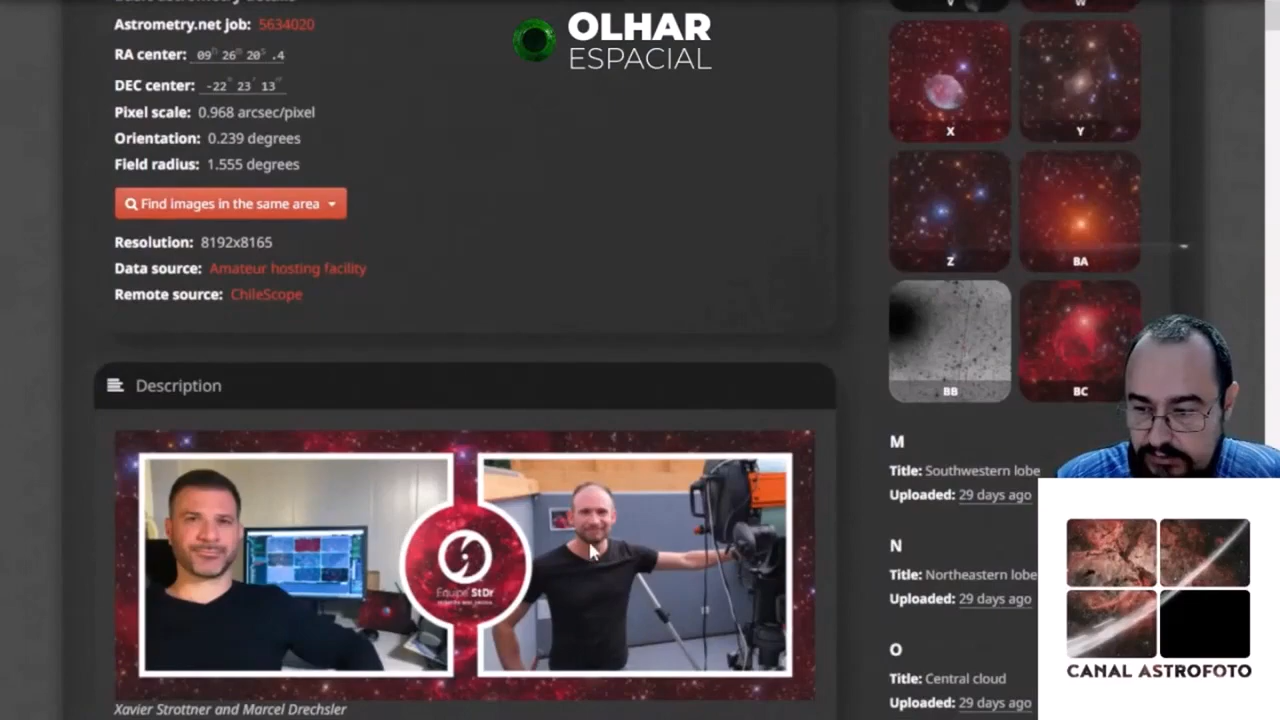 OLHAR
ESPACIAL
Astrometry.net job: 5634020
RA center: 09h 26m 20s .4
DEC center: -22° 23′ 13″
Pixel scale: 0.968 arcsec/pixel
Orientation: 0.239 degrees
Field radius: 1.555 degrees
Find images in the same area
Resolution: 8192x8165
Data source: Amateur hosting facility
Remote source: ChileScope
Description
Équipe StDr
Xavier Strottner and Marcel Drechsler
V
W
X
Y
Z
BA
BB
BC
M
Title: Southwestern lobe
Uploaded: 29 days ago
N
Title: Northeastern lobe
Uploaded: 29 days ago
O
Title: Central cloud
Uploaded: 29 days ago
CANAL ASTROFOTO